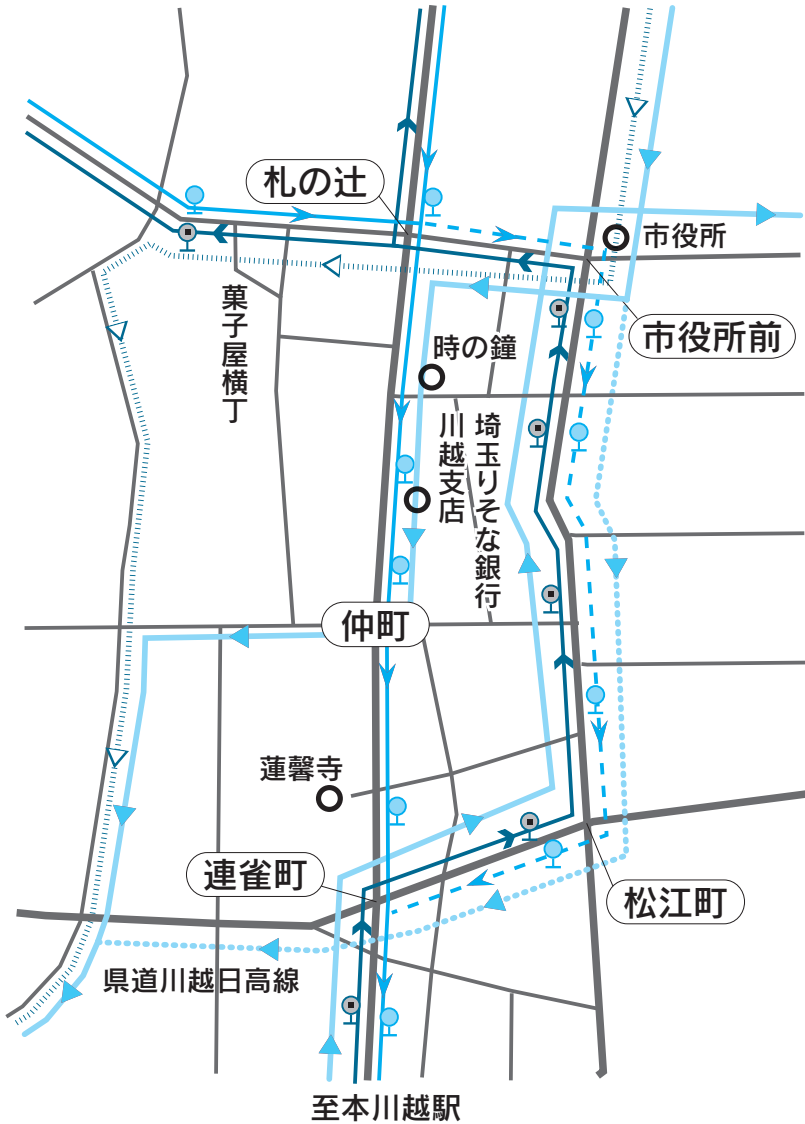 札の辻
市役所
市役所前
菓子屋横丁
時の鐘
埼玉りそな銀行
川越支店
仲町
蓮馨寺
連雀町
松江町
県道川越日高線
至本川越駅